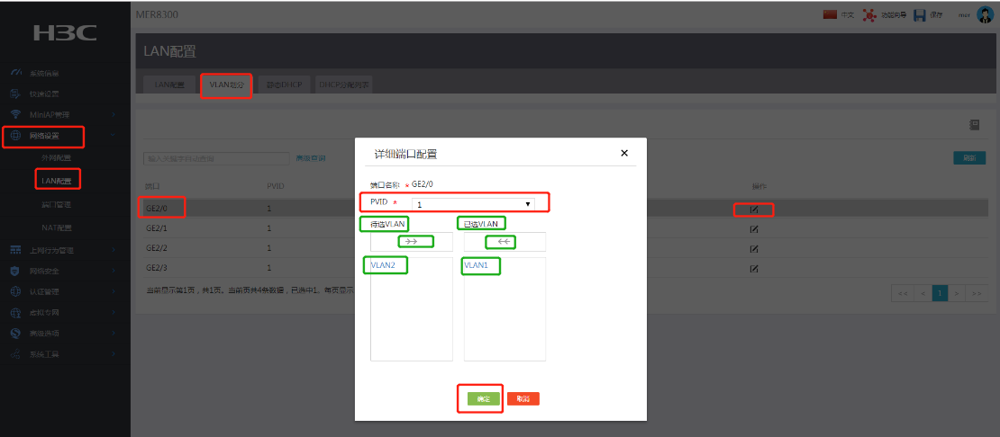 H3C
MER8300
中文
功能向导
保存
mer
LAN配置
LAN配置
VLAN划分
静态DHCP
DHCP分配列表
系统信息
快速设置
MiniAP管理
网络设置
外网配置
LAN配置
端口管理
NAT配置
上网行为管理
网络安全
认证管理
虚拟专网
高级选项
系统工具
输入关键字自动查询
高级查询
刷新
端口
PVID
操作
GE2/0
1
GE2/1
1
GE2/2
1
GE2/3
1
当前显示第1页，共1页。当前页共4条数据，已选中1。每页显示
<<
<
1
>
>>
详细端口配置
×
端口名称 * GE2/0
PVID * 1
待选VLAN
已选VLAN
VLAN2
VLAN1
确定
取消